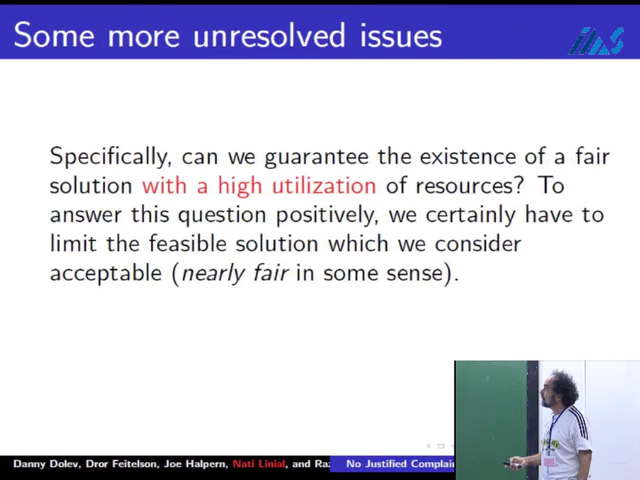 Some more unresolved issues
Specifically, can we guarantee the existence of a fair
solution with a high utilization of resources? To
answer this question positively, we certainly have to
limit the feasible solution which we consider
acceptable (nearly fair in some sense).
Danny Dolev, Dror Feitelson, Joe Halpern, Nati Linial, and Ra
No Justified Complain